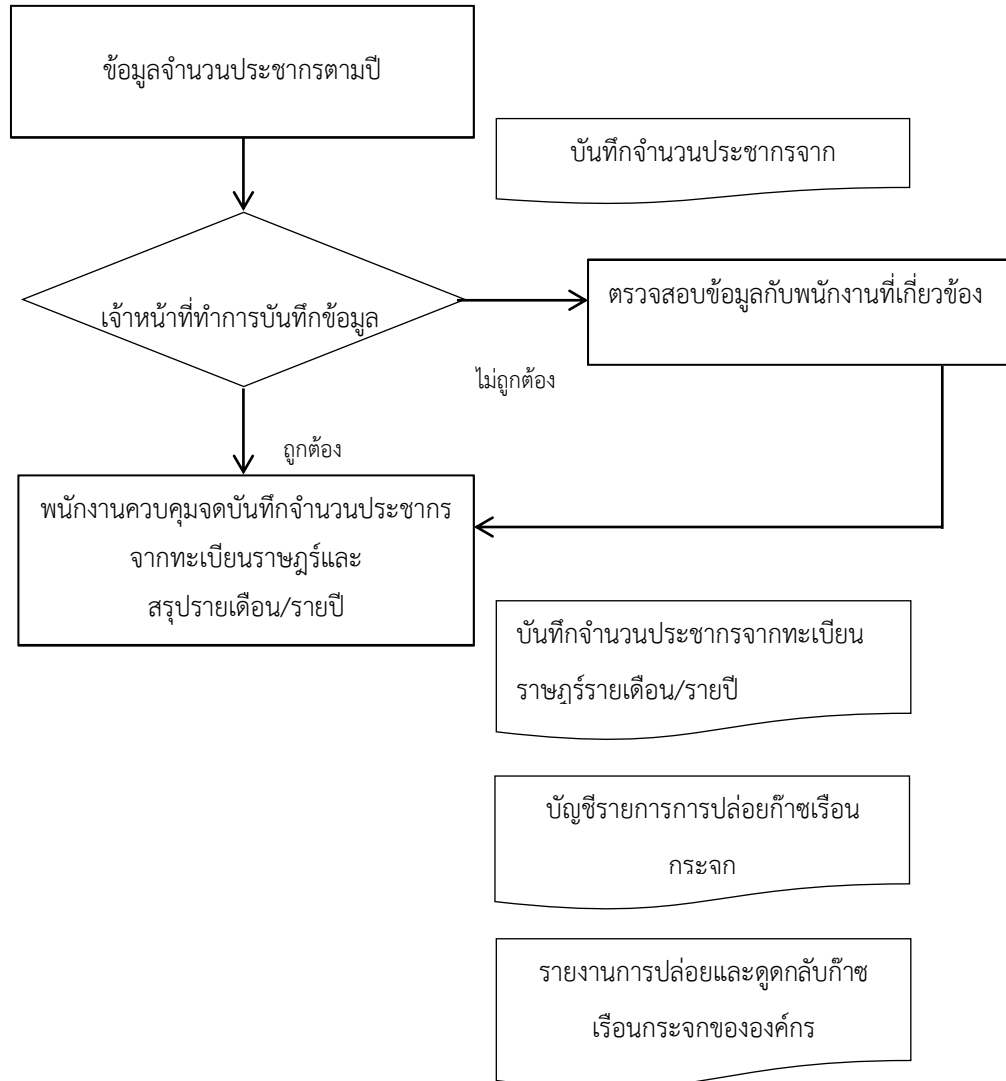 ข้อมูลจำนวนประชากรตามปี
บันทึกจำนวนประชากรจาก
เจ้าหน้าที่ทำการบันทึกข้อมูล
ตรวจสอบข้อมูลกับพนักงานที่เกี่ยวข้อง
ไม่ถูกต้อง
ถูกต้อง
พนักงานควบคุมจดบันทึกจำนวนประชากร
จากทะเบียนราษฎร์และ
สรุปรายเดือน/รายปี
บันทึกจำนวนประชากรจากทะเบียน
ราษฎร์รายเดือน/รายปี
บัญชีรายการการปล่อยก๊าซเรือน
กระจก
รายงานการปล่อยและดูดกลับก๊าซ
เรือนกระจกขององค์กร